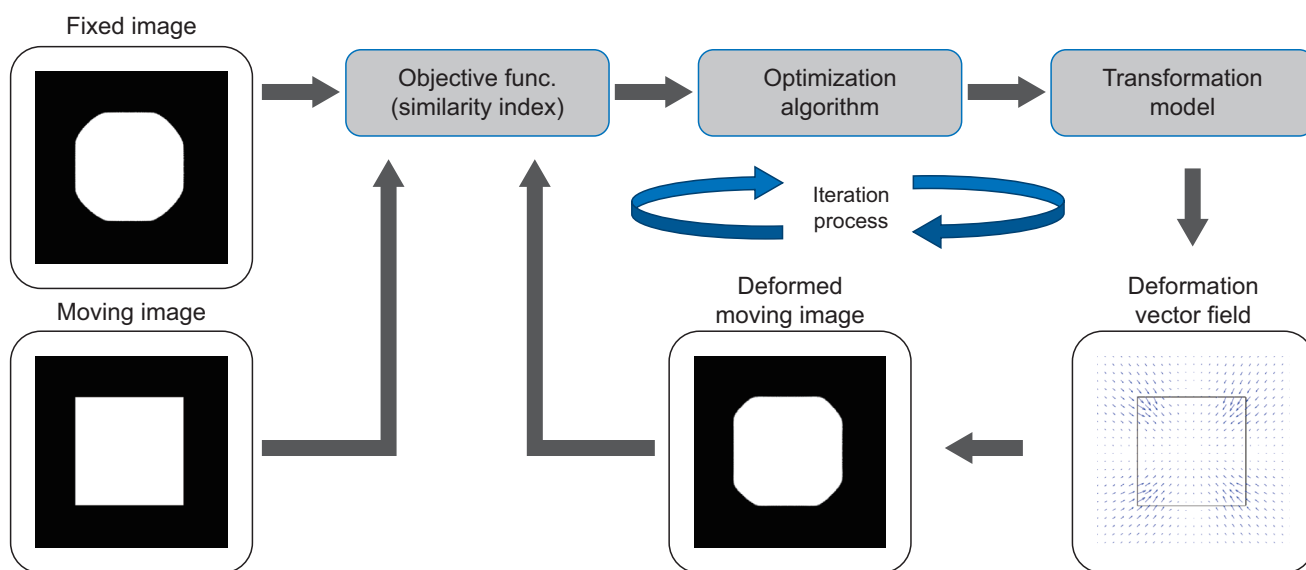 Fixed image
Objective func.
(similarity index)
Optimization
algorithm
Transformation
model
Iteration
process
Moving image
Deformed
moving image
Deformation
vector field